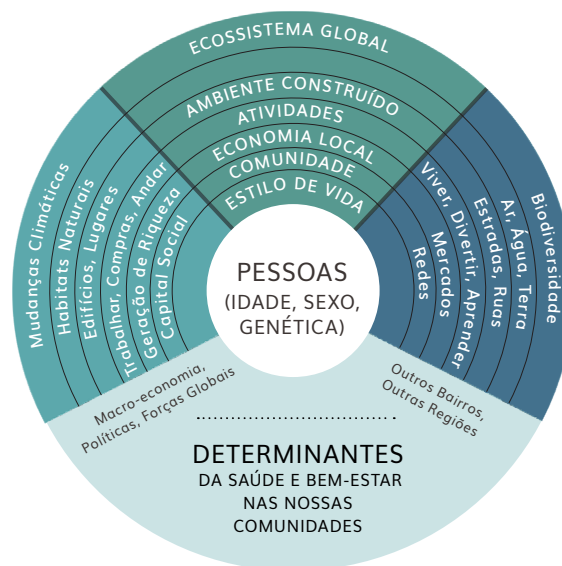 ECOSSISTEMA GLOBAL
AMBIENTE CONSTRUÍDO
ATIVIDADES
ECONOMIA LOCAL
COMUNIDADE
ESTILO DE VIDA
Mudanças Climáticas
Habitats Naturais
Edifícios, Lugares
Trabalhar, Compras, Andar
Geração de Riqueza
Capital Social
Biodiversidade
Ar, Água, Terra
Estradas, Ruas
Viver, Divertir, Aprender
Mercados
Redes
PESSOAS
(IDADE, SEXO,
GENÉTICA)
Macro-economia,
Políticas, Forças Globais
Outros Bairros,
Outras Regiões
DETERMINANTES
DA SAÚDE E BEM-ESTAR
NAS NOSSAS
COMUNIDADES